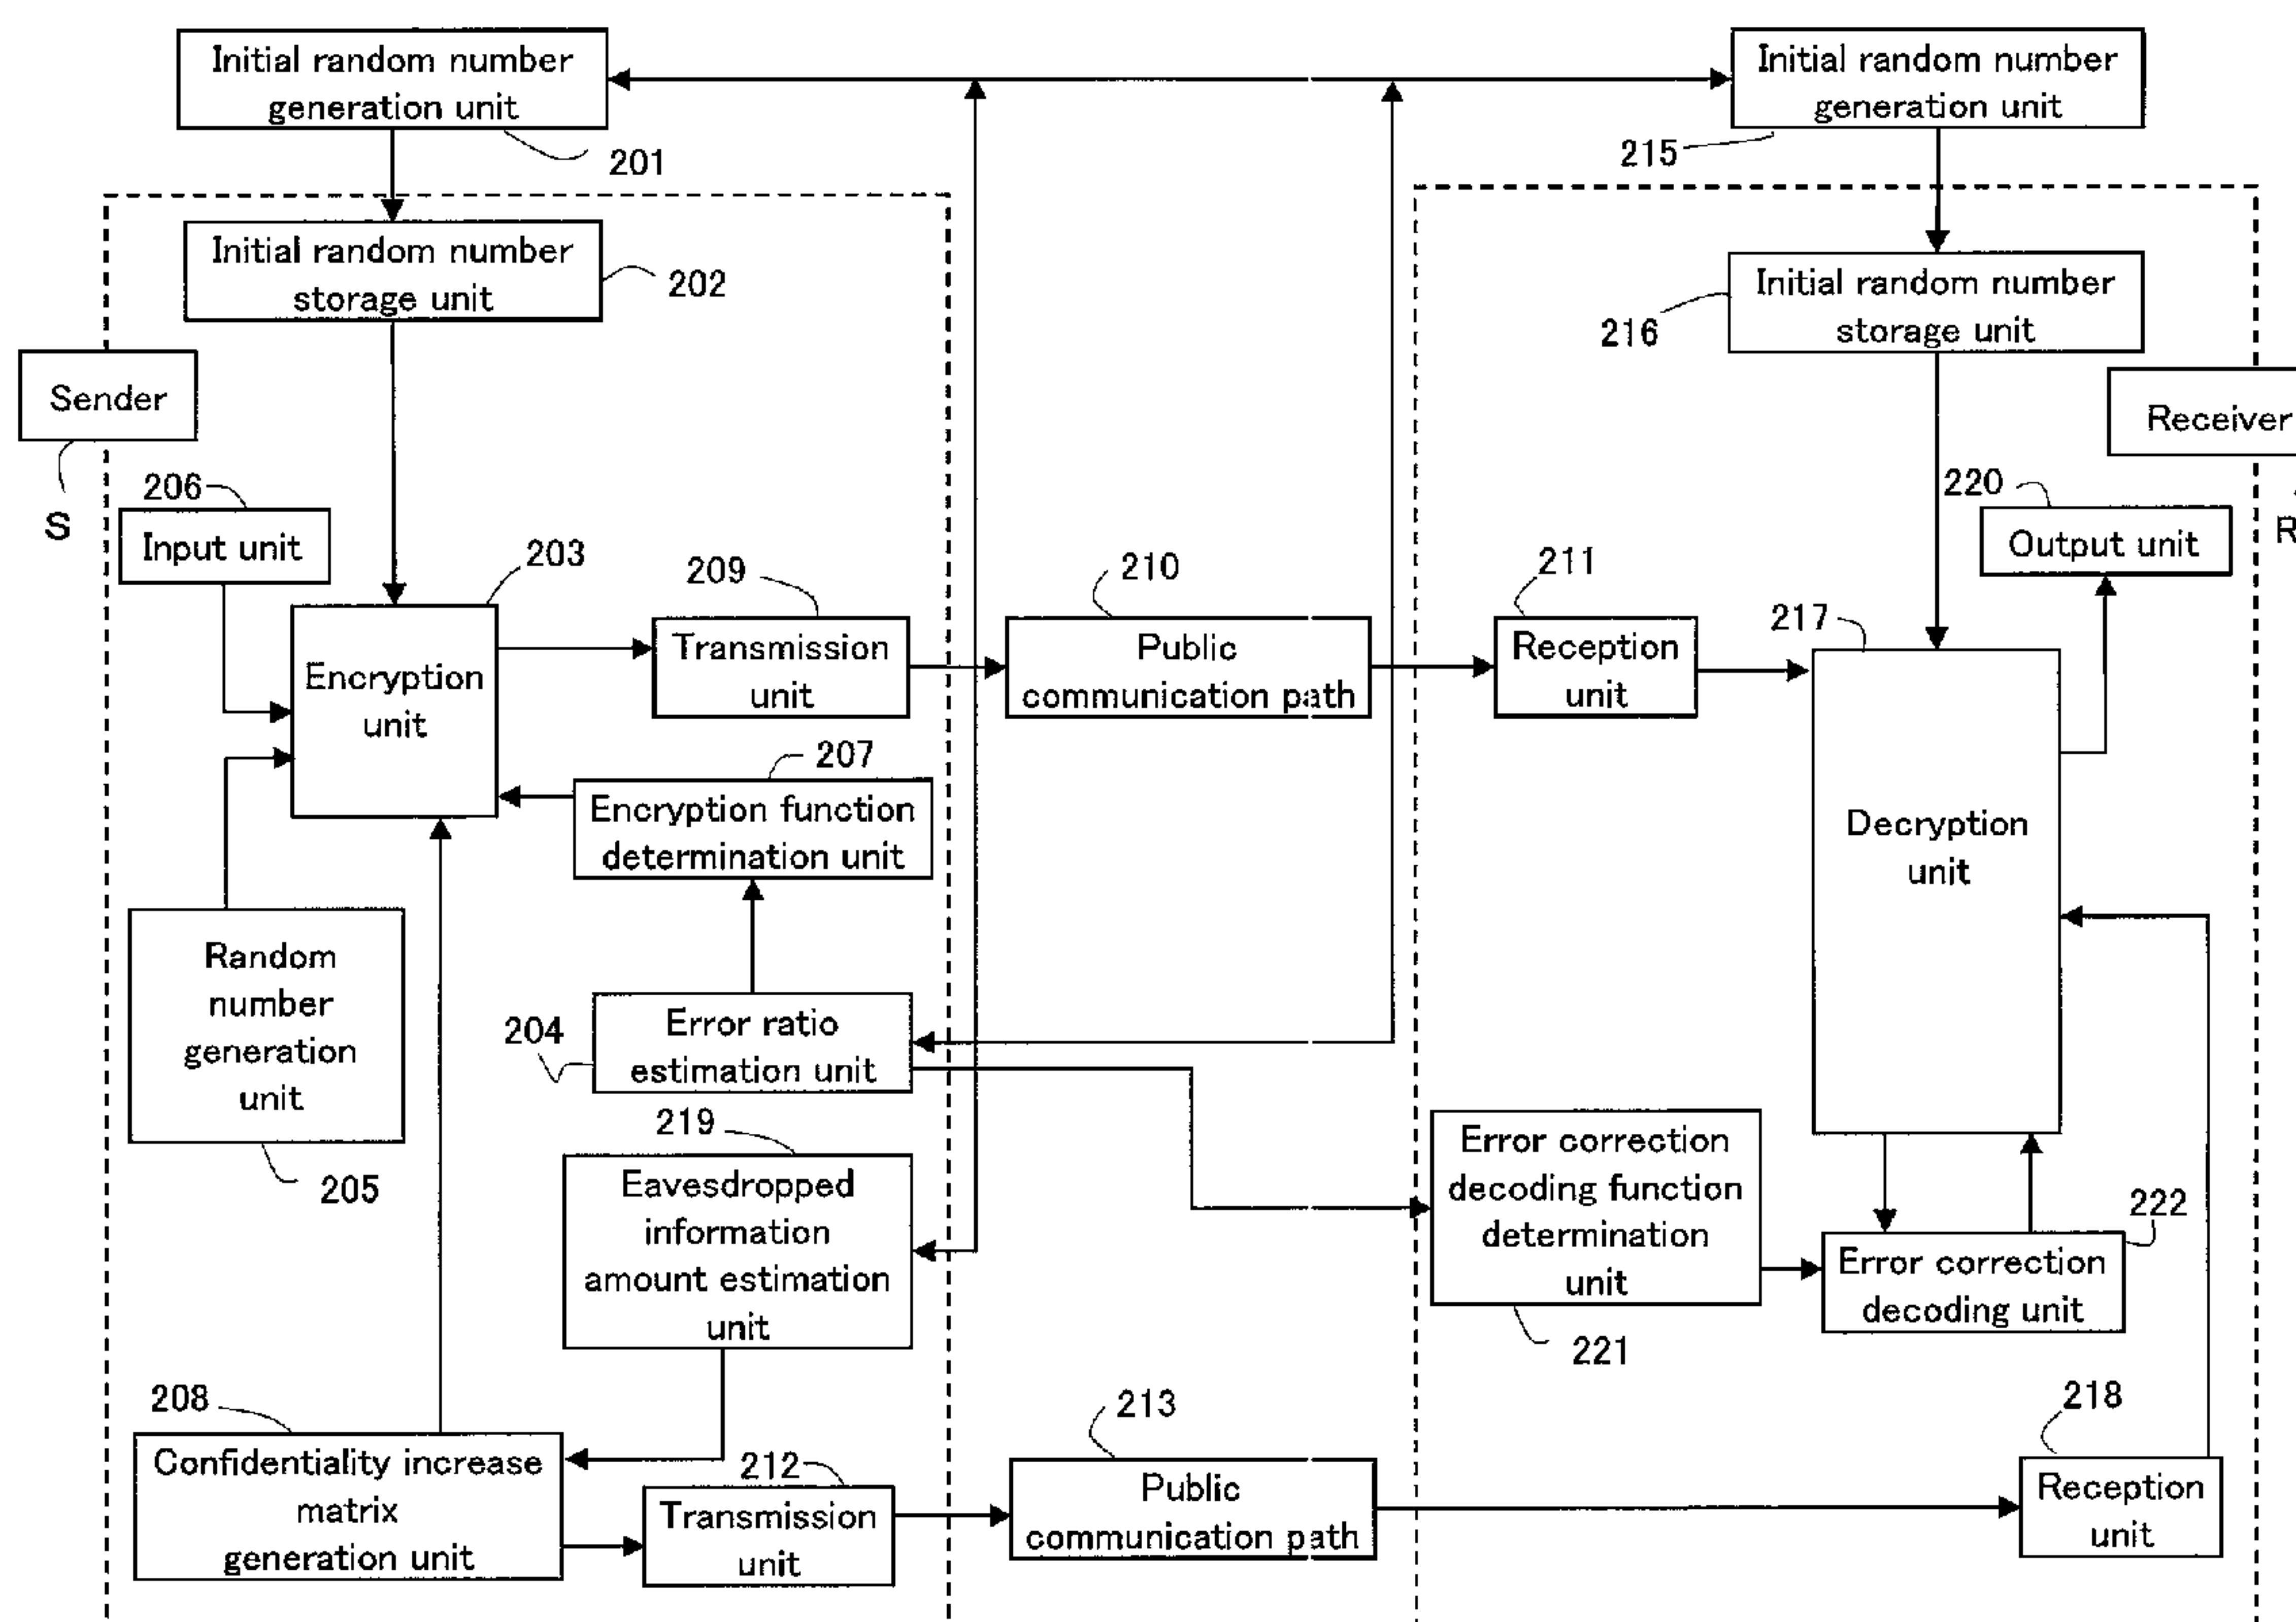 Initial random number
generation unit
201
Initial random number
generation unit
215
Initial random number
storage unit
202
Initial random number
storage unit
216
Sender
S
Receiver
R
206
Input unit
220
Output unit
203
Encryption
unit
209
Transmission
unit
210
Public
communication path
211
Reception
unit
217
Decryption
unit
207
Encryption function
determination unit
Random
number
generation
unit
205
204
Error ratio
estimation unit
219
Eavesdropped
information
amount estimation
unit
Error correction
decoding function
determination
unit
221
222
Error correction
decoding unit
208
Confidentiality increase
matrix
generation unit
212
Transmission
unit
213
Public
communication path
218
Reception
unit